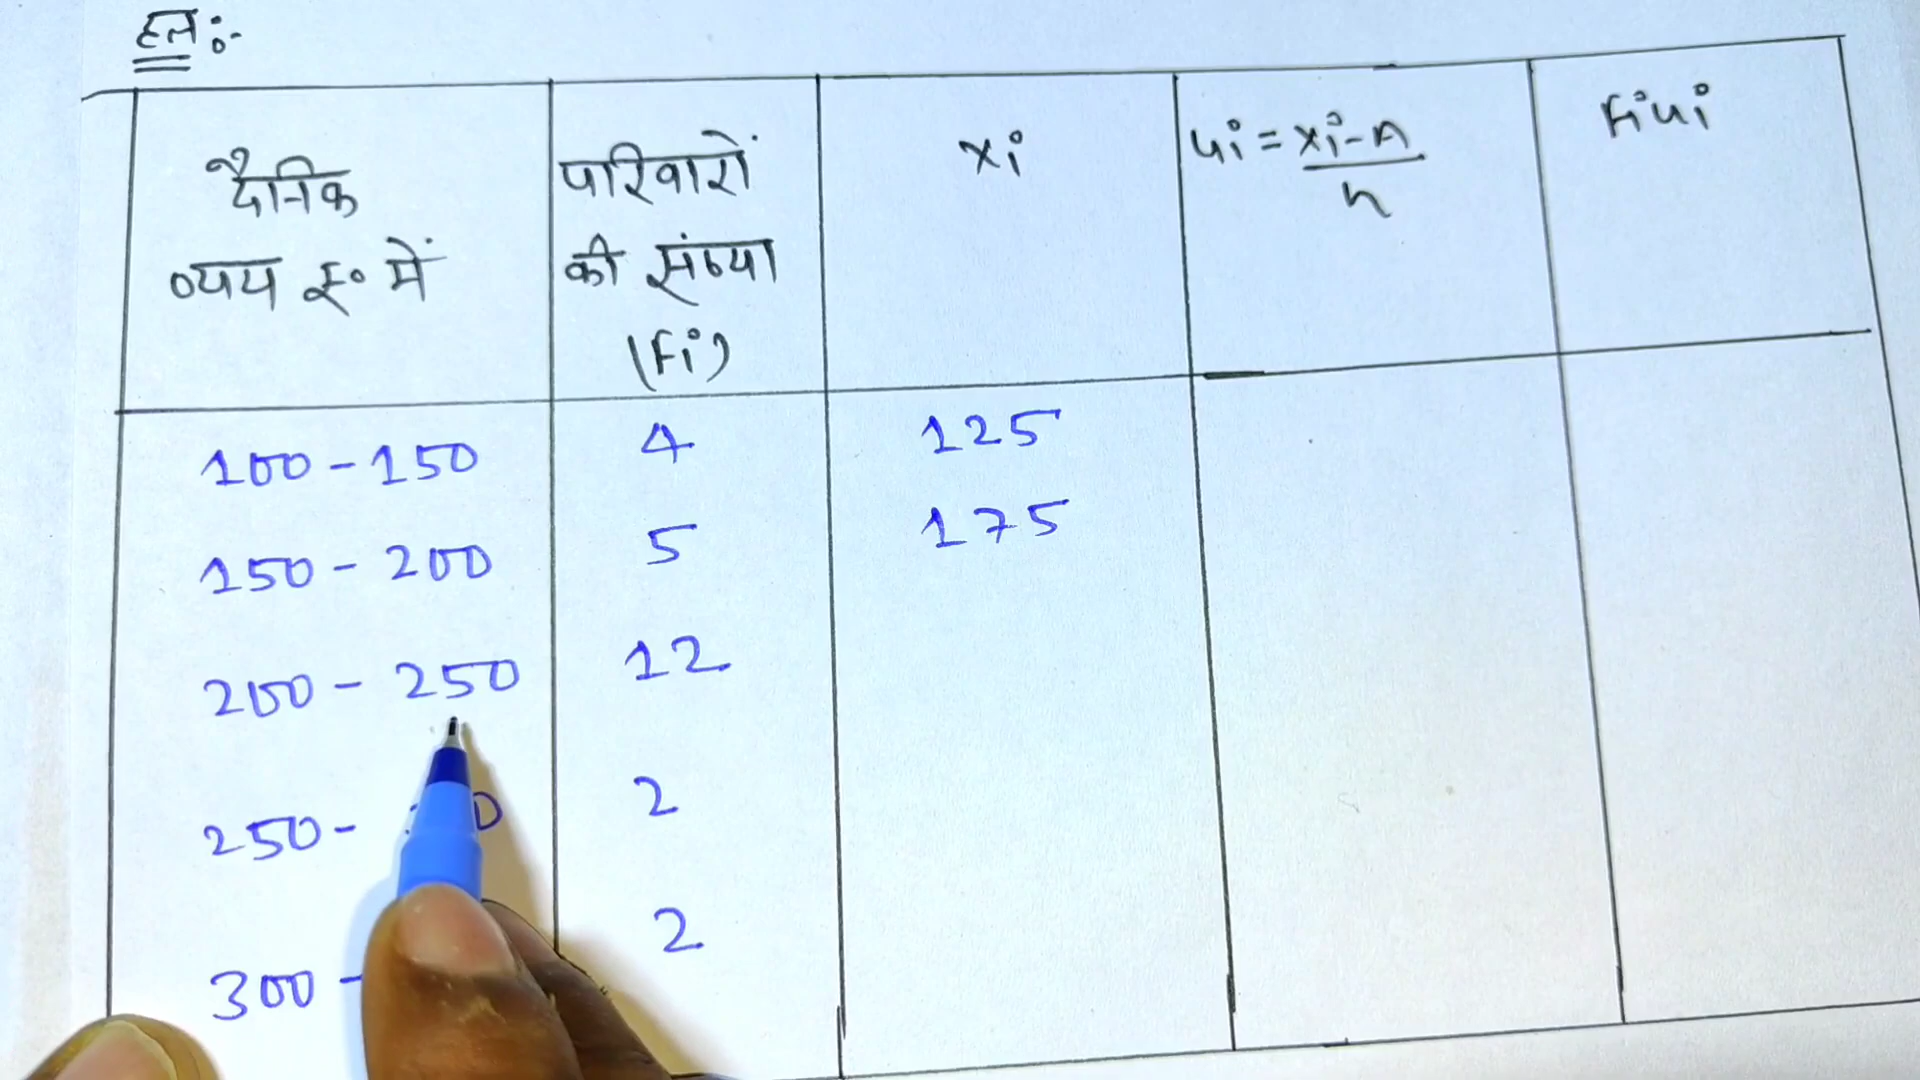 हल :-
दैनिक व्यय रु० में
परिवारों की संख्या (Fi)
xi
ui = xi-A / h
Fiui
100 - 150 4 125
150 - 200 5 175
200 - 250 12
250 - 2
300 - 2